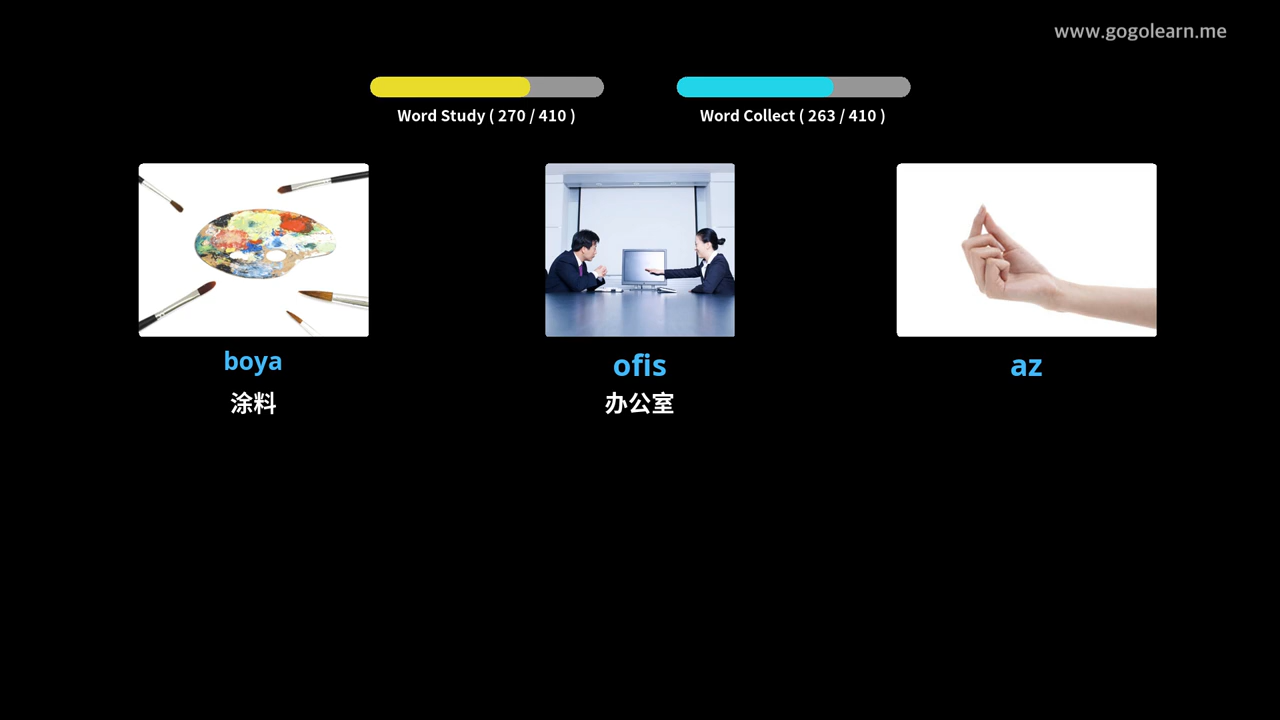 www.gogolearn.me
Word Study ( 270 / 410 )
Word Collect ( 263 / 410 )
boya
涂料
ofis
办公室
az